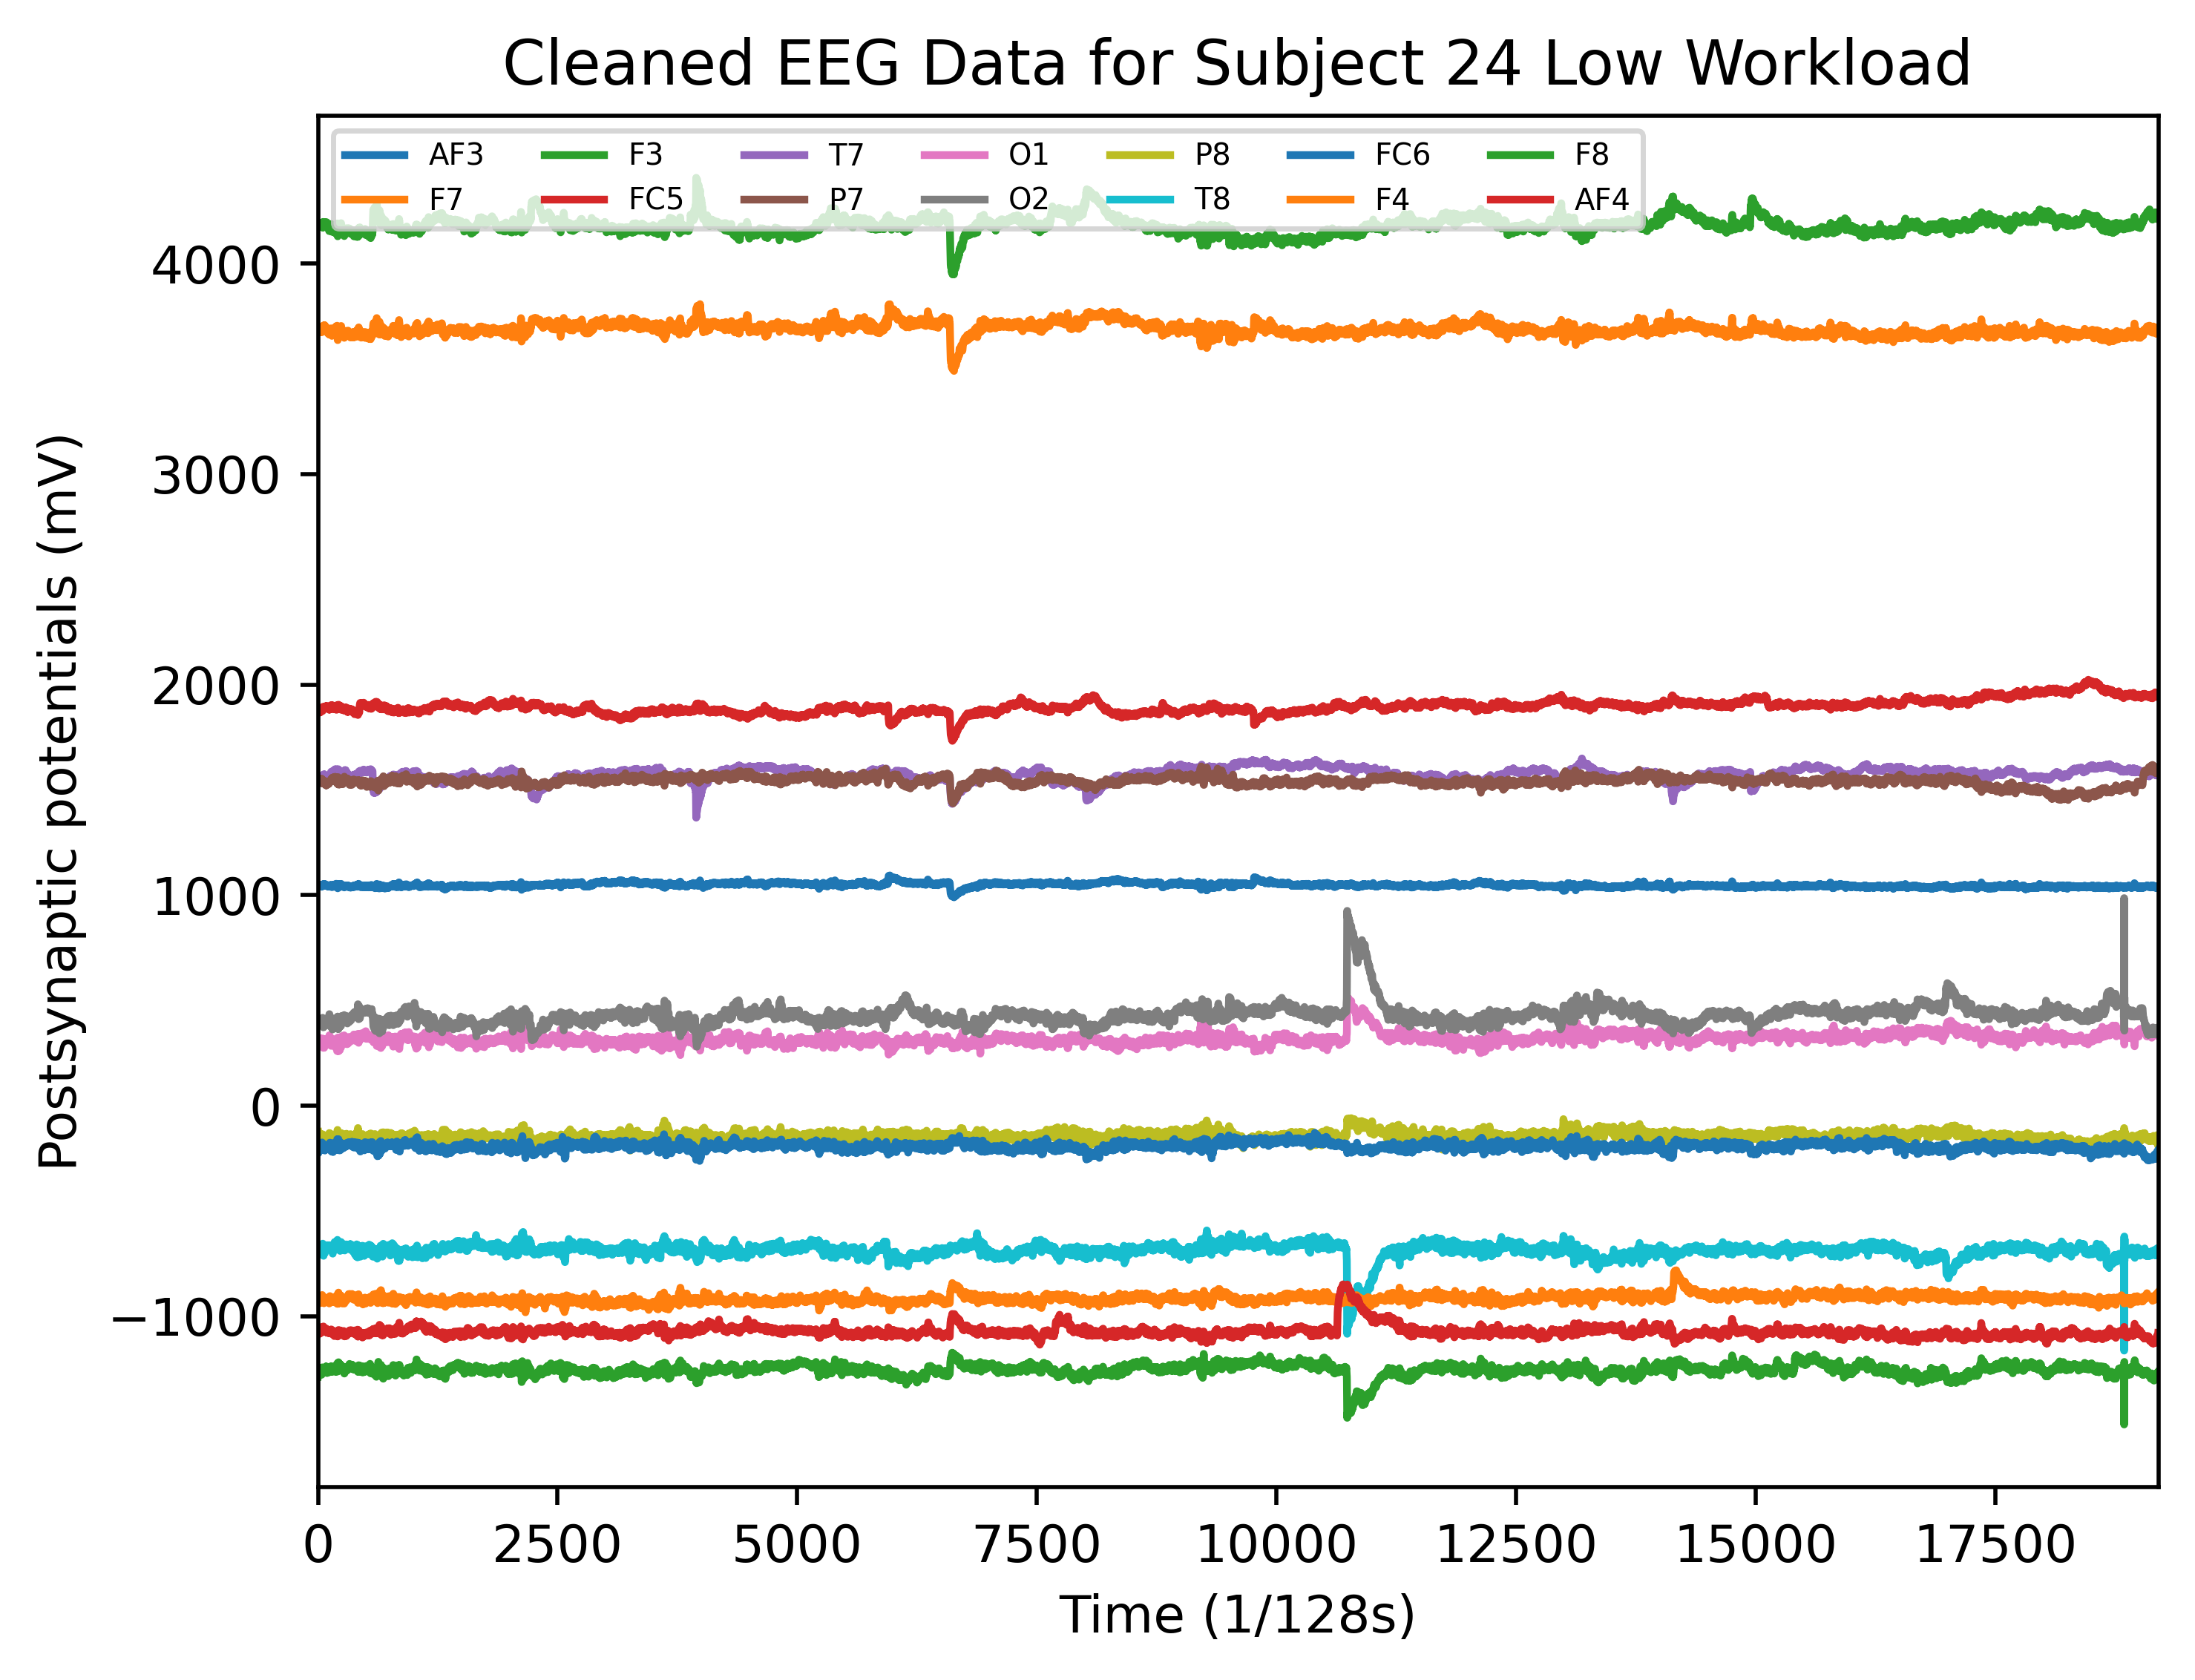 Cleaned EEG Data for Subject 24 Low Workload
AF3 F3 T7 O1 P8 FC6 F8
F7 FC5 P7 O2 T8 F4 AF4
4000
3000
2000
1000
0
−1000
Postsynaptic potentials (mV)
0 2500 5000 7500 10000 12500 15000 17500
Time (1/128s)